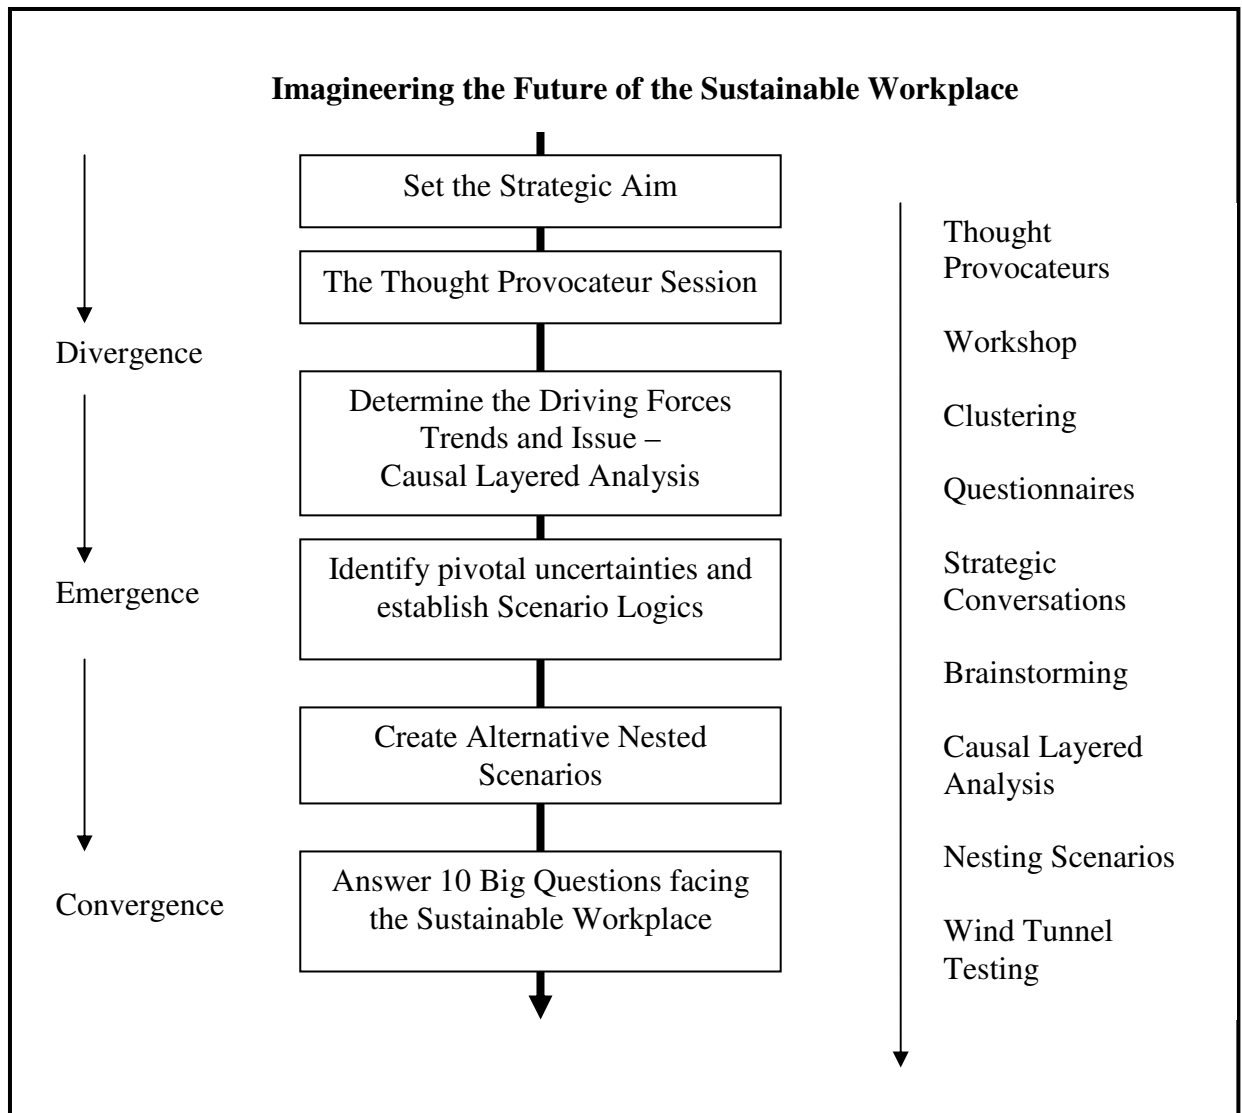 Imagineering the Future of the Sustainable Workplace
Set the Strategic Aim
The Thought Provocateur Session
Determine the Driving Forces
Trends and Issue –
Causal Layered Analysis
Identify pivotal uncertainties and
establish Scenario Logics
Create Alternative Nested
Scenarios
Answer 10 Big Questions facing
the Sustainable Workplace
Divergence
Emergence
Convergence
Thought
Provocateurs
Workshop
Clustering
Questionnaires
Strategic
Conversations
Brainstorming
Causal Layered
Analysis
Nesting Scenarios
Wind Tunnel
Testing